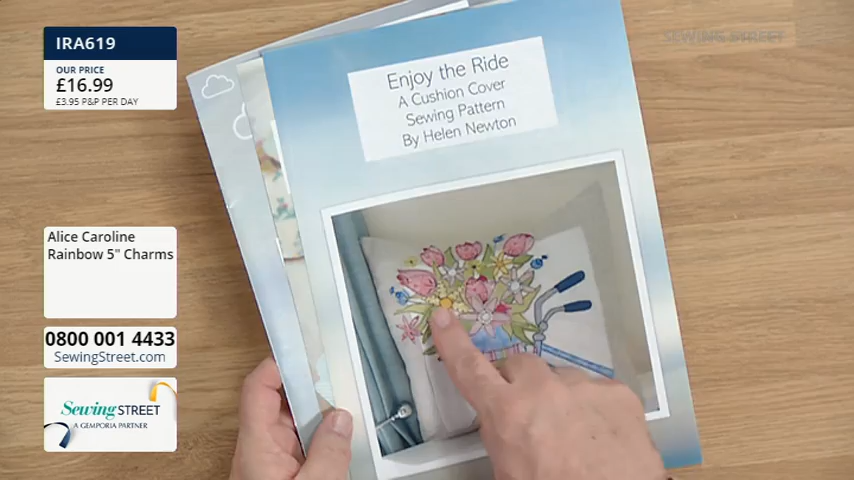 IRA619
OUR PRICE
£16.99
£3.95 P&P PER DAY
Alice Caroline
Rainbow 5" Charms
0800 001 4433
SewingStreet.com
Sewing STREET
A GEMPORIA PARTNER
SEWING STREET
Enjoy the Ride
A Cushion Cover
Sewing Pattern
By Helen Newton